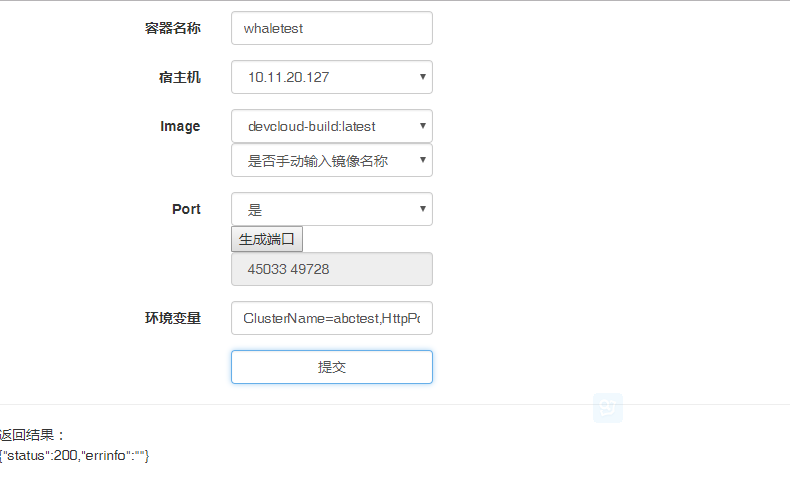 容器名称 whaletest
宿主机 10.11.20.127
Image devcloud-build:latest
是否手动输入镜像名称
Port 是
生成端口
45033 49728
环境变量 ClusterName=abctest,HttpPo
提交
返回结果：
{"status":200,"errinfo":""}